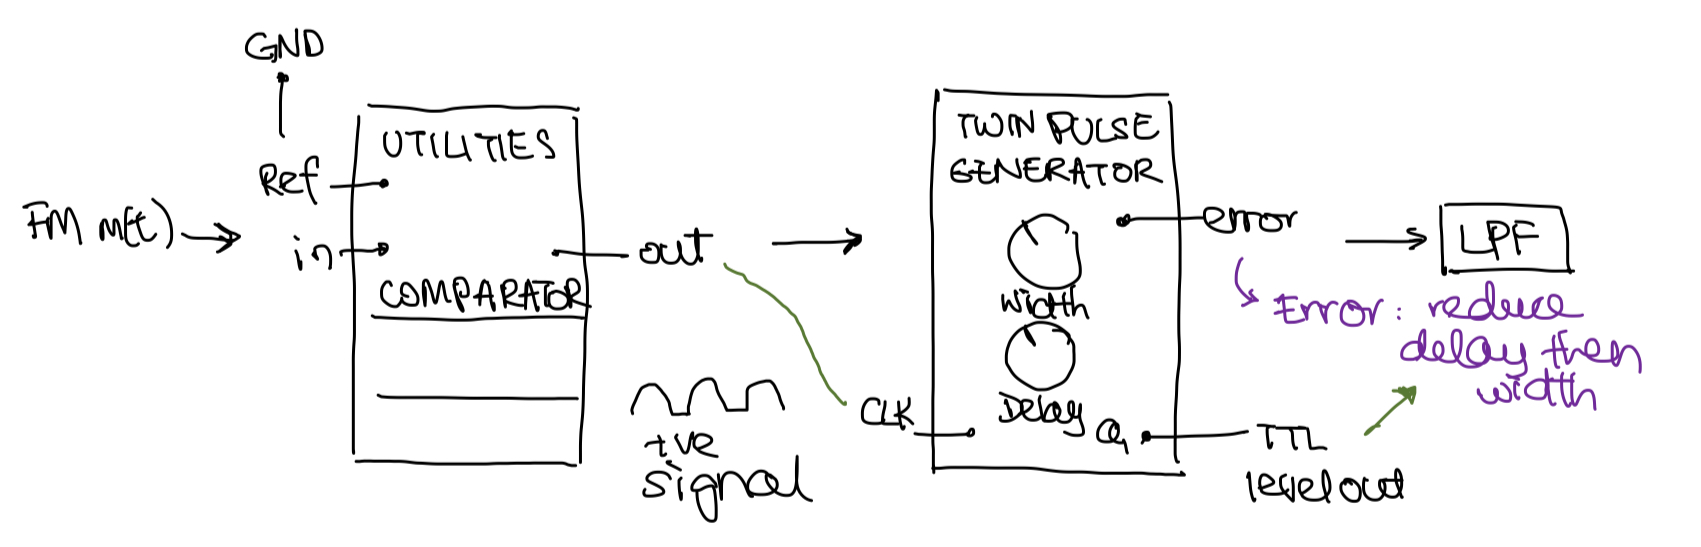 GND
Ref
FM m(t)
in
UTILITIES
COMPARATOR
out
+ve
signal
TWIN PULSE
GENERATOR
Width
Delay
CLK
Q1
error
LPF
Error: reduce
delay then
width
TTL
level out